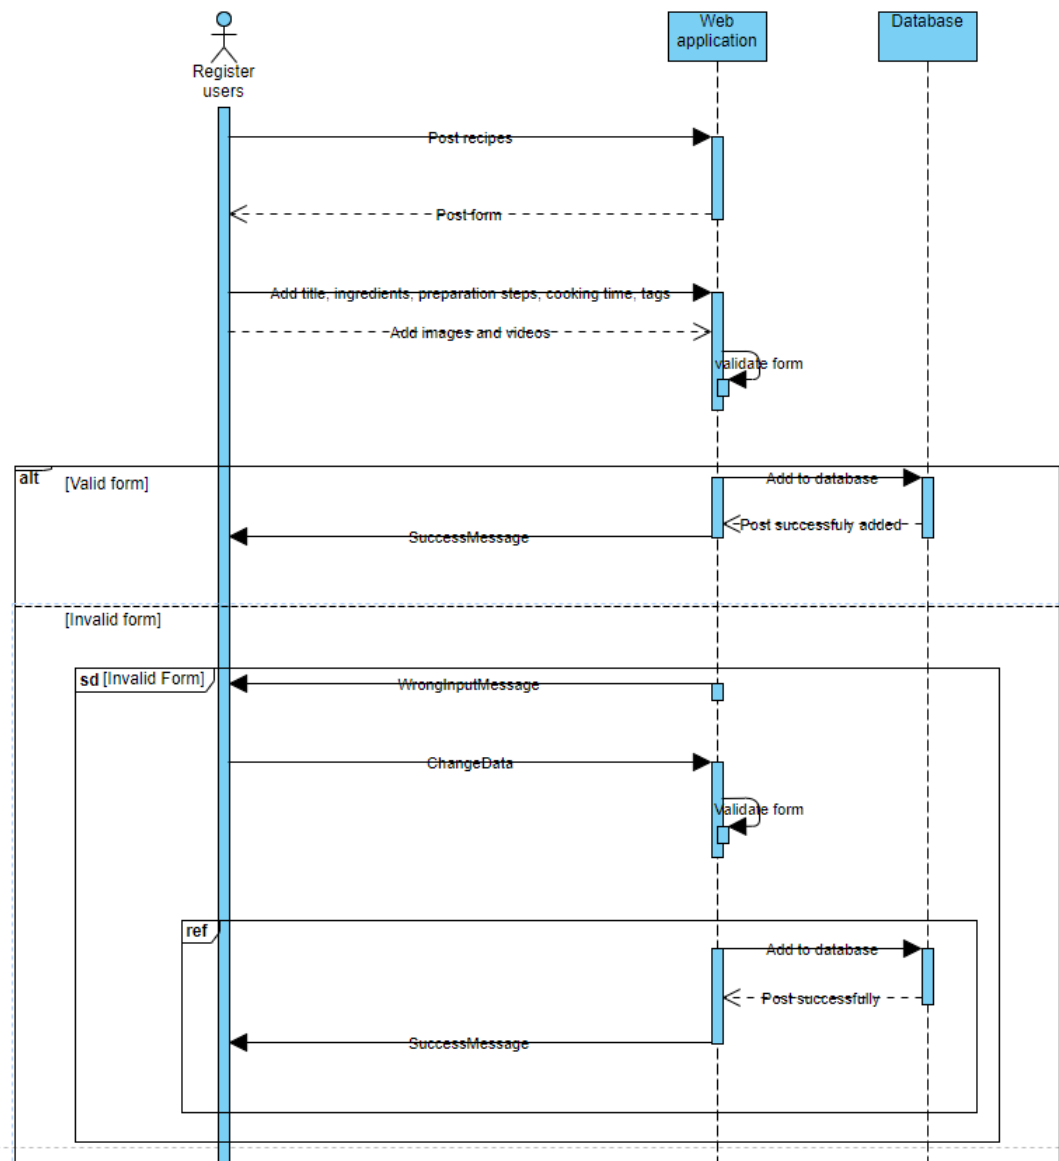 Register
users
Web
application
Database
Post recipes
Post form
Add title, ingredients, preparation steps, cooking time, tags
Add images and videos
validate form
alt
[Valid form]
Add to database
Post successfuly added
SuccessMessage
[Invalid form]
sd [Invalid Form]
WrongInputMessage
ChangeData
Validate form
ref
Add to database
Post successfully
SuccessMessage